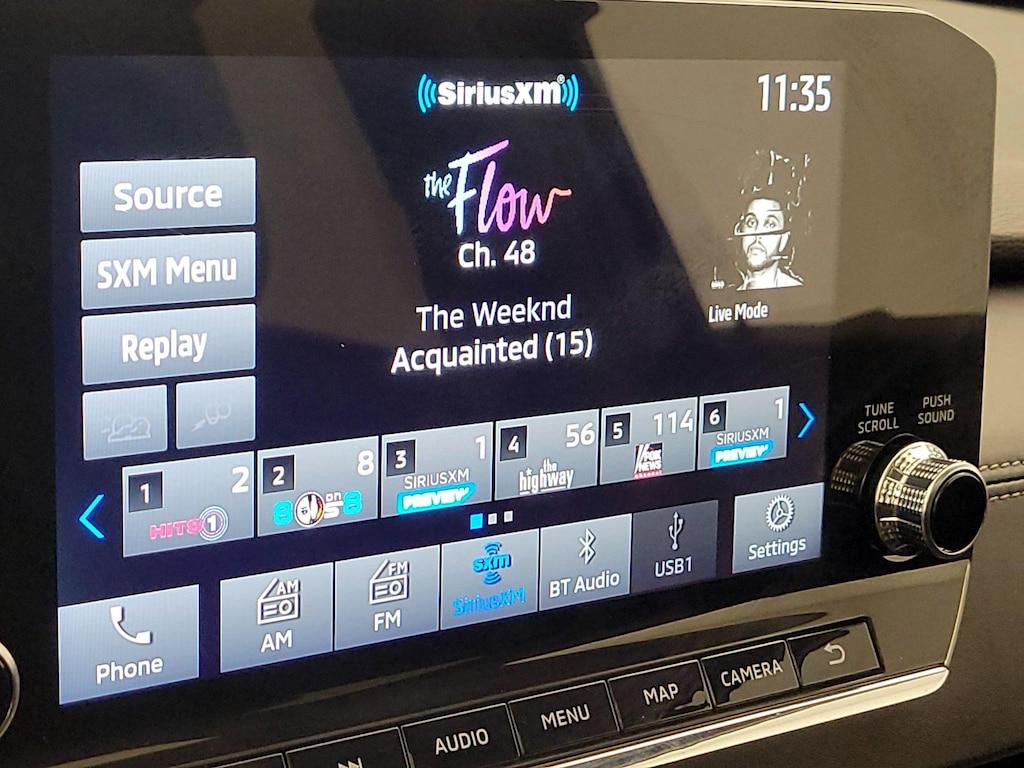 SiriusXM®
11:35
Source
SXM Menu
Replay
the Flow
Ch. 48
The Weeknd
Acquainted (15)
Live Mode
TUNE
SCROLL
PUSH
SOUND
1 2
HITS 1
2 8
80s on 8
3 1
SIRIUSXM
PREVIEW
4 56
the
highway
5 114
FOX
NEWS
6 1
SIRIUSXM
PREVIEW
Phone
AM
AM
FM
FM
sxm
SiriusXM
BT Audio
USB1
Settings
AUDIO
MENU
MAP
CAMERA